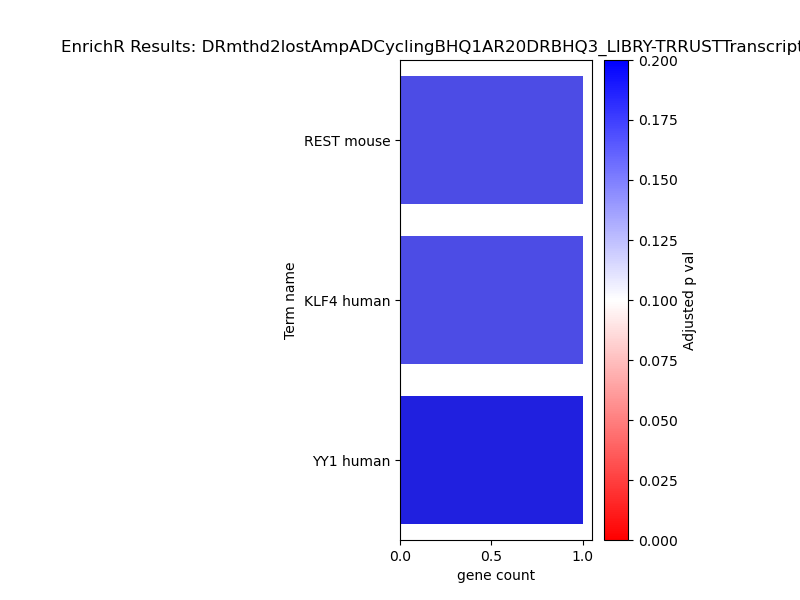 EnrichR Results: DRmthd2lostAmpADCyclingBHQ1AR20DRBHQ3_LIBRY-TRRUSTTranscript
REST mouse
KLF4 human
YY1 human
Term name
0.0
0.5
1.0
gene count
0.200
0.175
0.150
0.125
0.100
0.075
0.050
0.025
0.000
Adjusted p val